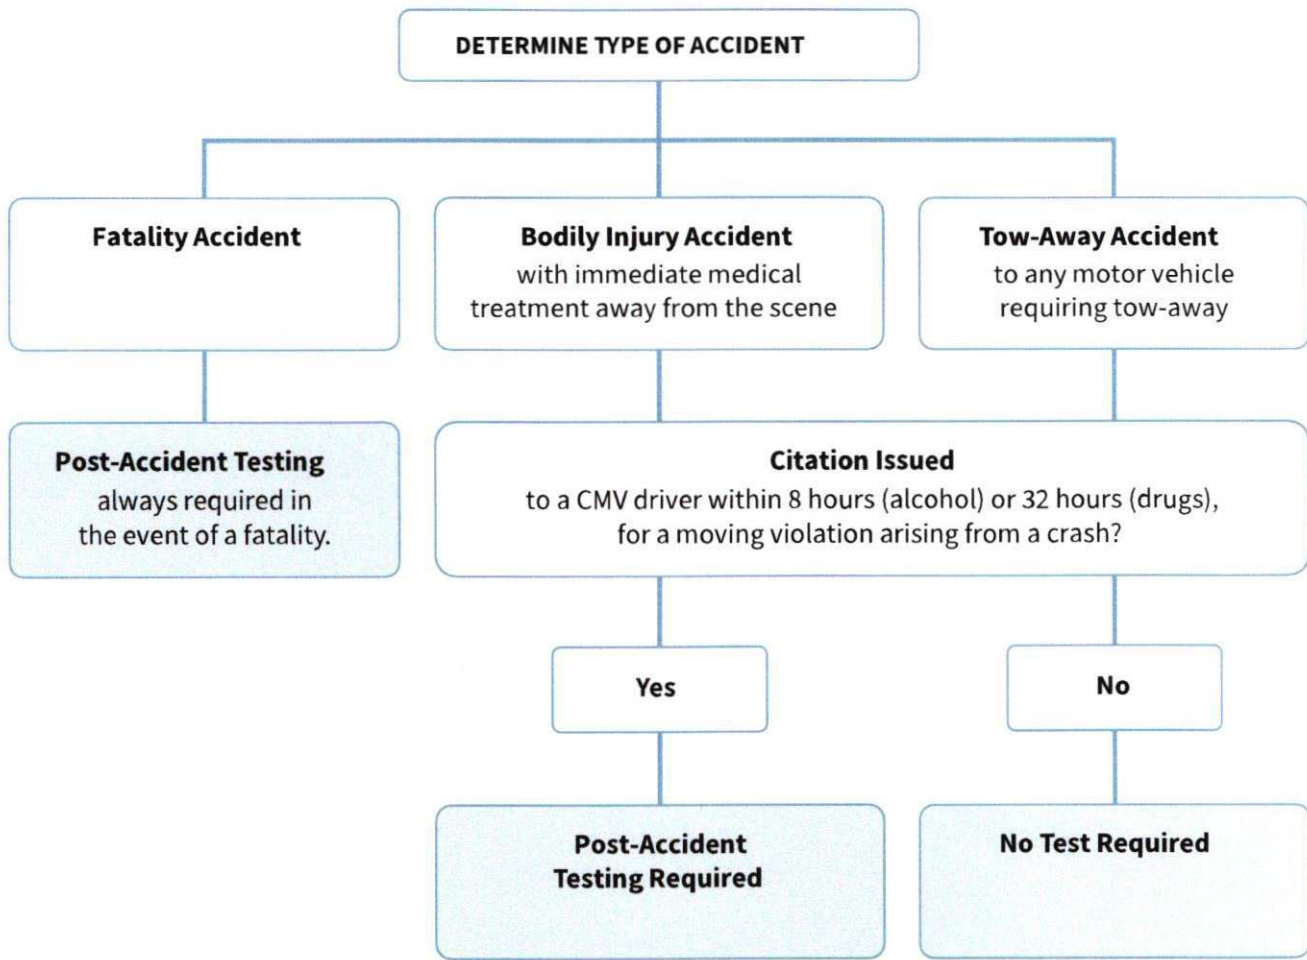 DETERMINE TYPE OF ACCIDENT
Fatality Accident
Bodily Injury Accident
with immediate medical
treatment away from the scene
Tow-Away Accident
to any motor vehicle
requiring tow-away
Post-Accident Testing
always required in
the event of a fatality.
Citation Issued
to a CMV driver within 8 hours (alcohol) or 32 hours (drugs),
for a moving violation arising from a crash?
Yes
No
Post-Accident
Testing Required
No Test Required